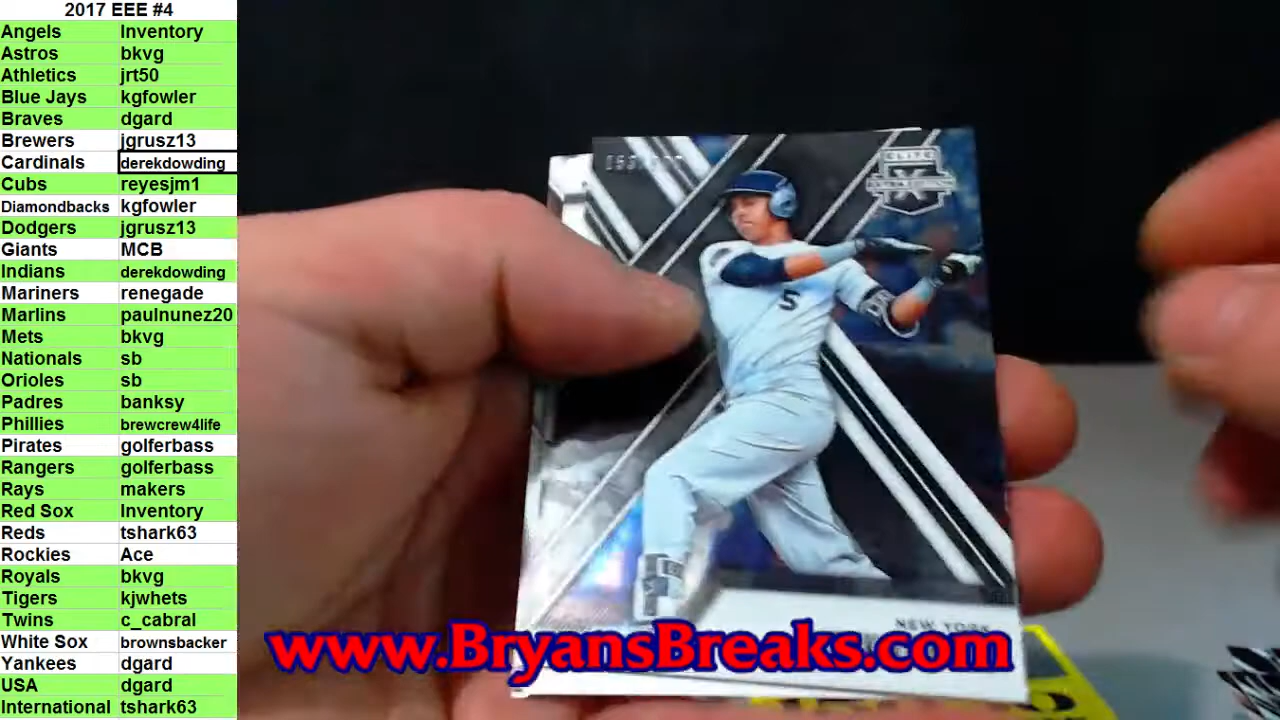 2017 EEE #4
Angels Inventory
Astros bkvg
Athletics jrt50
Blue Jays kgfowler
Braves dgard
Brewers jgrusz13
Cardinals derekdowding
Cubs reyesjm1
Diamondbacks kgfowler
Dodgers jgrusz13
Giants MCB
Indians derekdowding
Mariners renegade
Marlins paulnunez20
Mets bkvg
Nationals sb
Orioles sb
Padres banksy
Phillies brewcrew4life
Pirates golferbass
Rangers golferbass
Rays makers
Red Sox Inventory
Reds tshark63
Rockies Ace
Royals bkvg
Tigers kjwhets
Twins c_cabral
White Sox brownsbacker
Yankees dgard
USA dgard
International tshark63
ELITE
X
5
NEW YORK
www.BryansBreaks.com